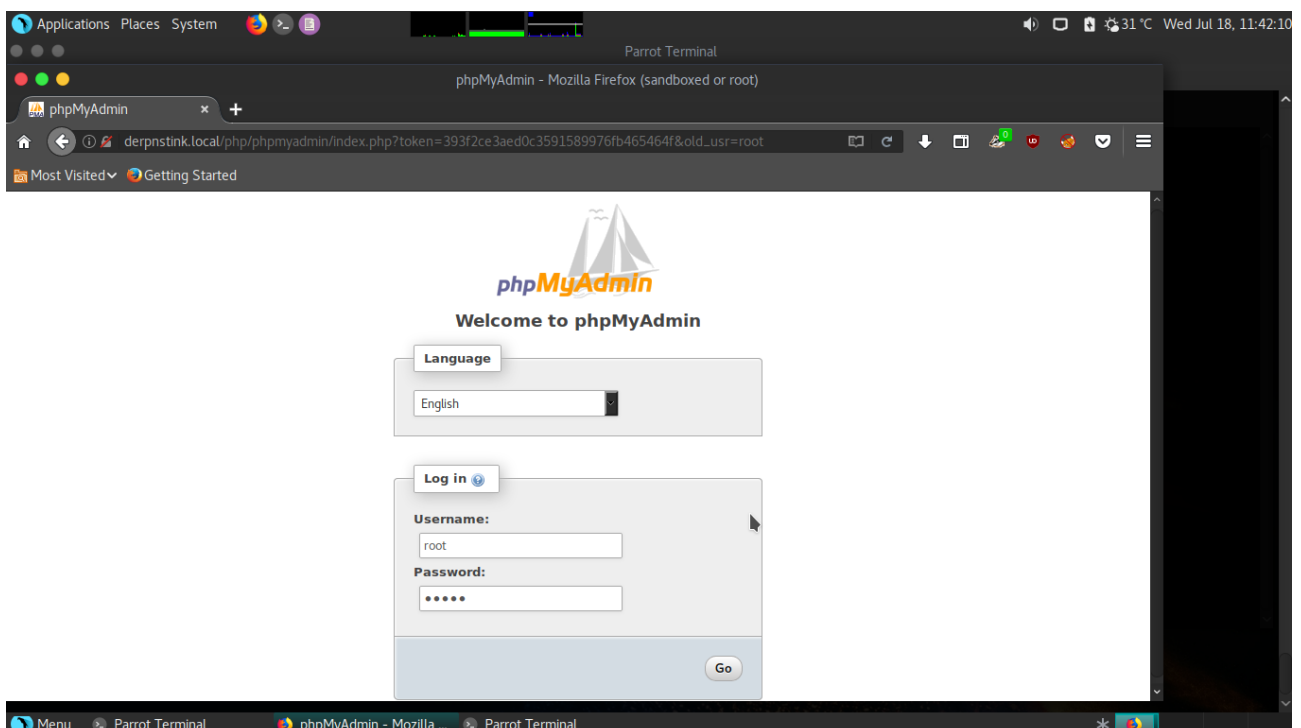 Applications Places System 31 °C Wed Jul 18, 11:42:10
Parrot Terminal
phpMyAdmin - Mozilla Firefox (sandboxed or root)
phpMyAdmin
derpnstink.local/php/phpmyadmin/index.php?token=393f2ce3aed0c3591589976fb465464f&old_usr=root
0
Most Visited Getting Started
phpMyAdmin
Welcome to phpMyAdmin
Language
English
Log in
Username:
root
Password:
•••••
Go
Menu Parrot Terminal phpMyAdmin - Mozilla ... Parrot Terminal